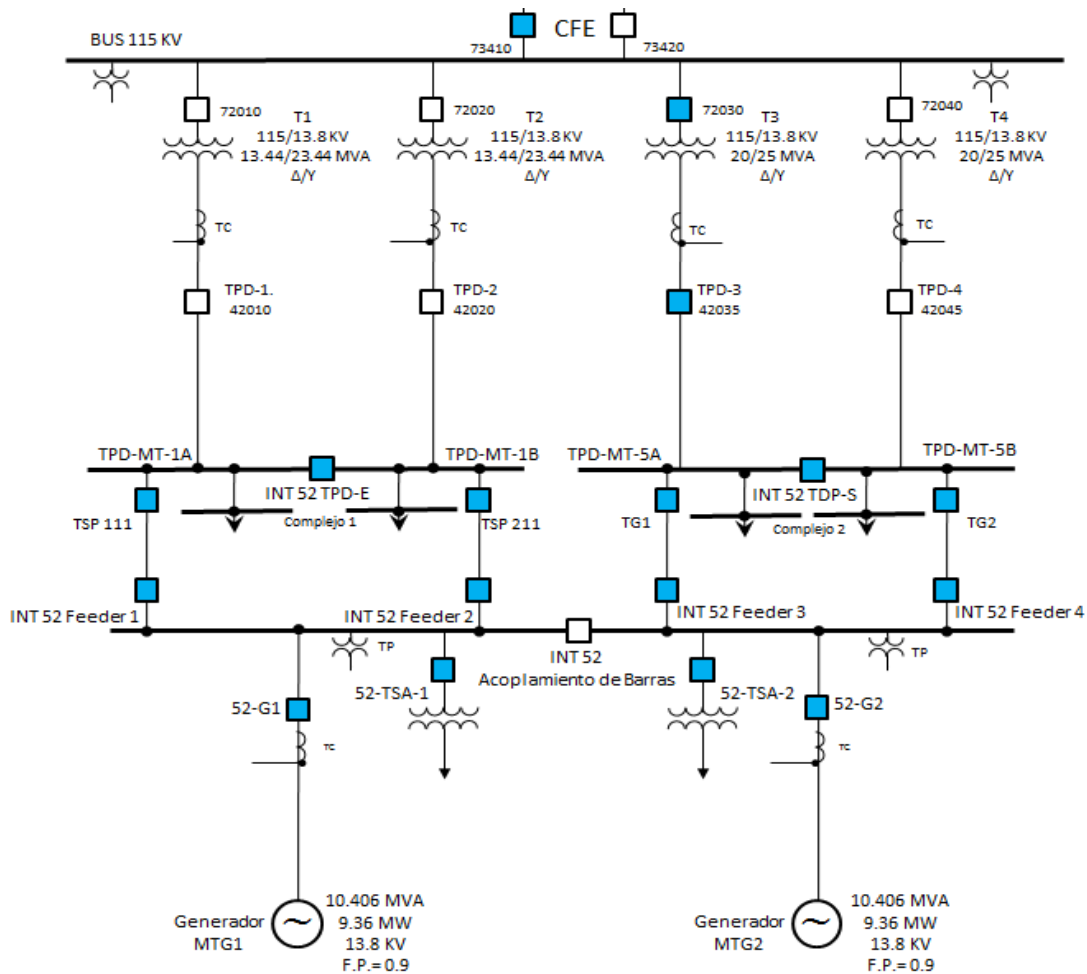 CFE
BUS 115 KV
73410
73420
72010
T1
115/13.8 KV
13.44/23.44 MVA
Δ/Y
72020
T2
115/13.8 KV
13.44/23.44 MVA
Δ/Y
72030
T3
115/13.8 KV
20/25 MVA
Δ/Y
72040
T4
115/13.8 KV
20/25 MVA
Δ/Y
TC
TC
TC
TC
TPD-1.
42010
TPD-2
42020
TPD-3
42035
TPD-4
42045
TPD-MT-1A
TPD-MT-1B
TPD-MT-5A
TPD-MT-5B
INT 52 TPD-E
INT 52 TDP-S
TSP 111
Complejo 1
TSP 211
TG1
Complejo 2
TG2
INT 52 Feeder 1
INT 52 Feeder 2
INT 52 Feeder 3
INT 52 Feeder 4
TP
INT 52
Acoplamiento de Barras
TP
52-TSA-1
52-TSA-2
52-G1
52-G2
TC
TC
Generador
MTG1
10.406 MVA
9.36 MW
13.8 KV
F.P.= 0.9
Generador
MTG2
10.406 MVA
9.36 MW
13.8 KV
F.P.= 0.9